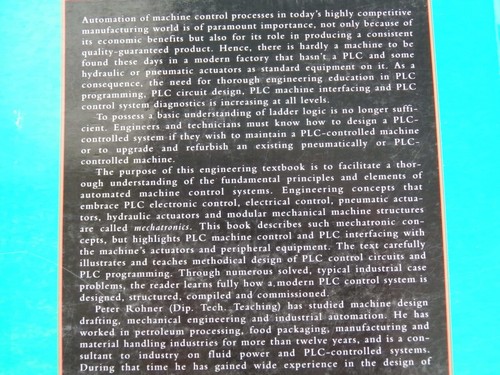 Automation of machine control processes in today's highly competitive
manufacturing world is of paramount importance, not only because of
its economic benefits but also for its role in producing a consistent
quality-guaranteed product. Hence, there is hardly a machine to be
found these days in a modern factory that hasn't a PLC and some
hydraulic or pneumatic actuators as standard equipment on it. As a
consequence, the need for thorough engineering education in PLC
programming, PLC circuit design, PLC machine interfacing and PLC
control system diagnostics is increasing at all levels.
To possess a basic understanding of ladder logic is no longer suffi-
cient. Engineers and technicians must know how to design a PLC-
controlled system if they wish to maintain a PLC-controlled machine
or to upgrade and refurbish an existing pneumatically or PLC-
controlled machine.
The purpose of this engineering textbook is to facilitate a thor-
ough understanding of the fundamental principles and elements of
automated machine control systems. Engineering concepts that
embrace PLC electronic control, electrical control, pneumatic actua-
tors, hydraulic actuators and modular mechanical machine structures
are called mechatronics. This book describes such mechatronic con-
cepts, but highlights PLC machine control and PLC interfacing with
the machine's actuators and peripheral equipment. The text carefully
illustrates and teaches methodical design of PLC control circuits and
PLC programming. Through numerous solved, typical industrial case
problems, the reader learns fully how a modern PLC control system is
designed, structured, compiled and commissioned.
Peter Rohner (Dip. Tech. Teaching) has studied machine design
drafting, mechanical engineering and industrial automation. He has
worked in petroleum processing, food packaging, manufacturing and
material handling industries for more than twelve years, and is a con-
sultant to industry on fluid power and PLC-controlled systems.
During that time he has gained wide experience in the design of